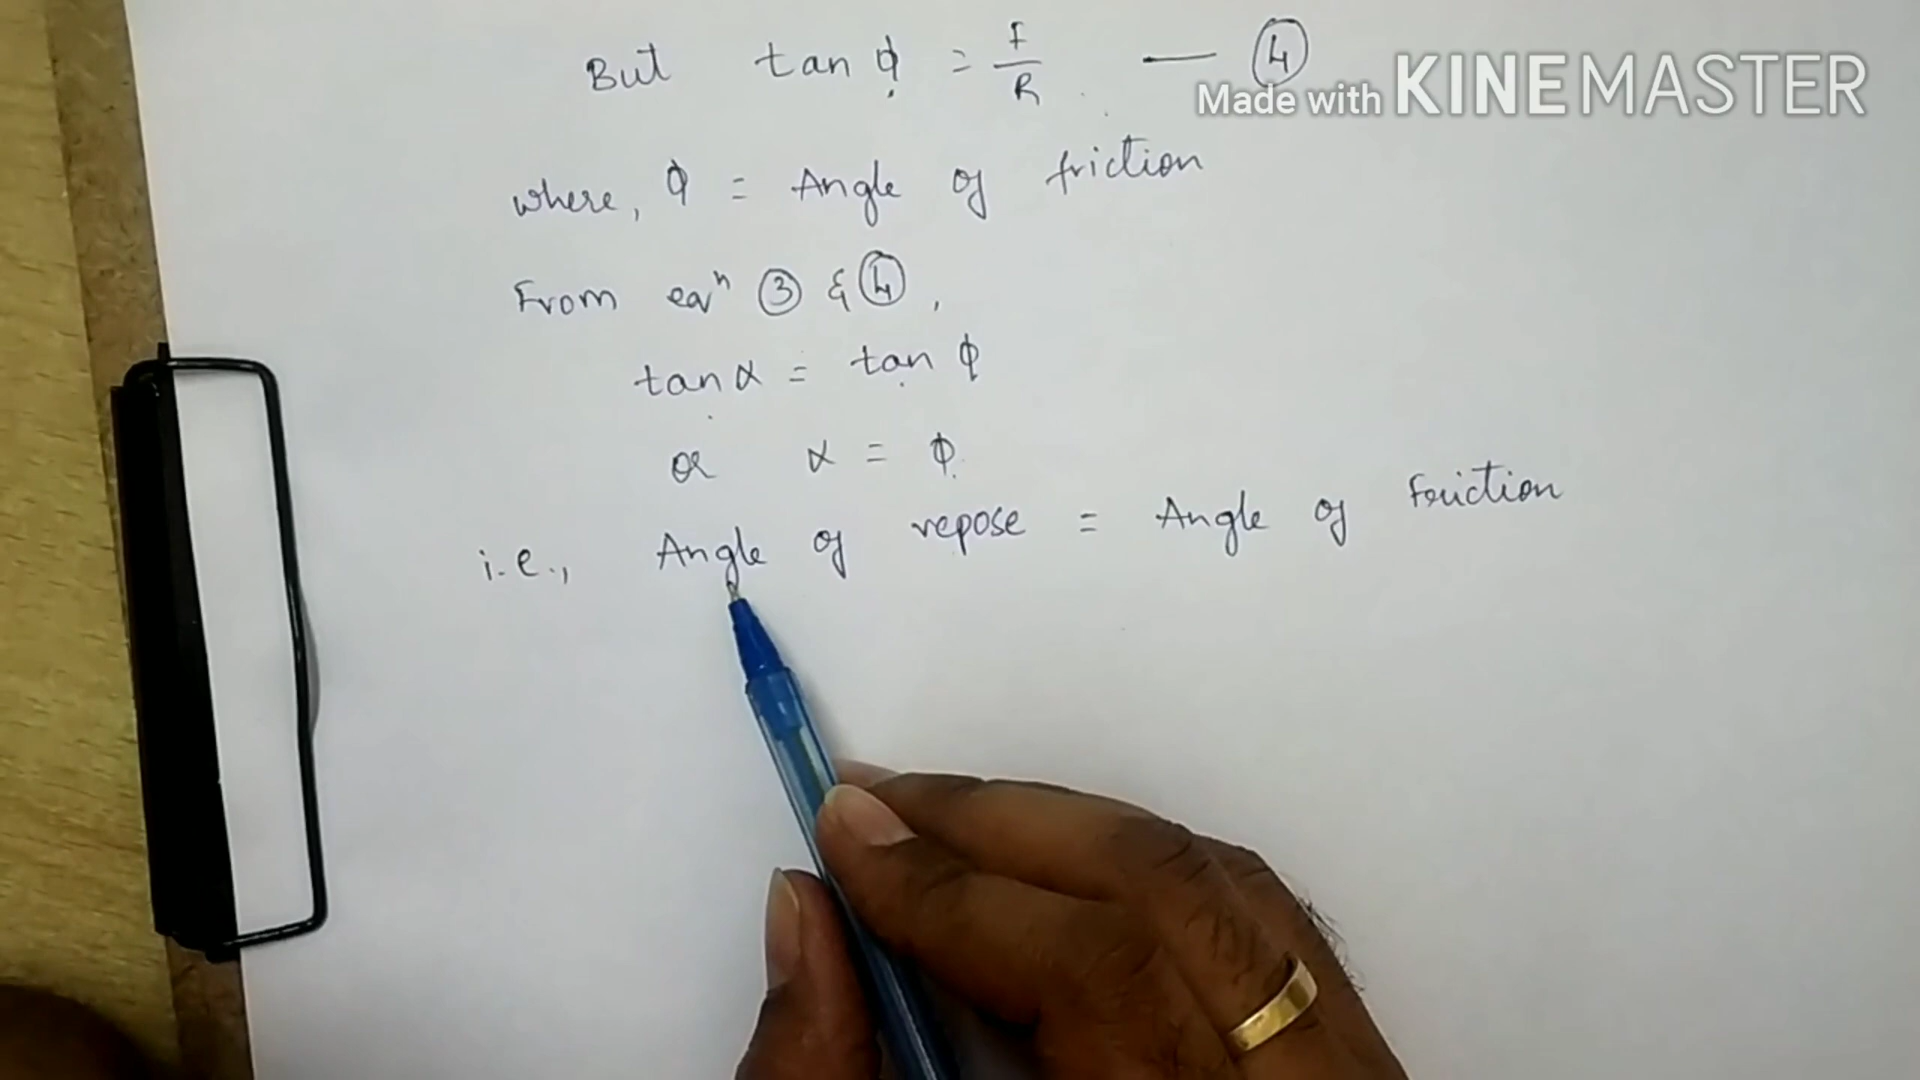 But tan ϕ = F/R — ④
Made with KINEMASTER
where, ϕ = Angle of friction
From eqⁿ ③ & ④,
tan α = tan ϕ
or α = ϕ.
i.e., Angle of repose = Angle of Friction